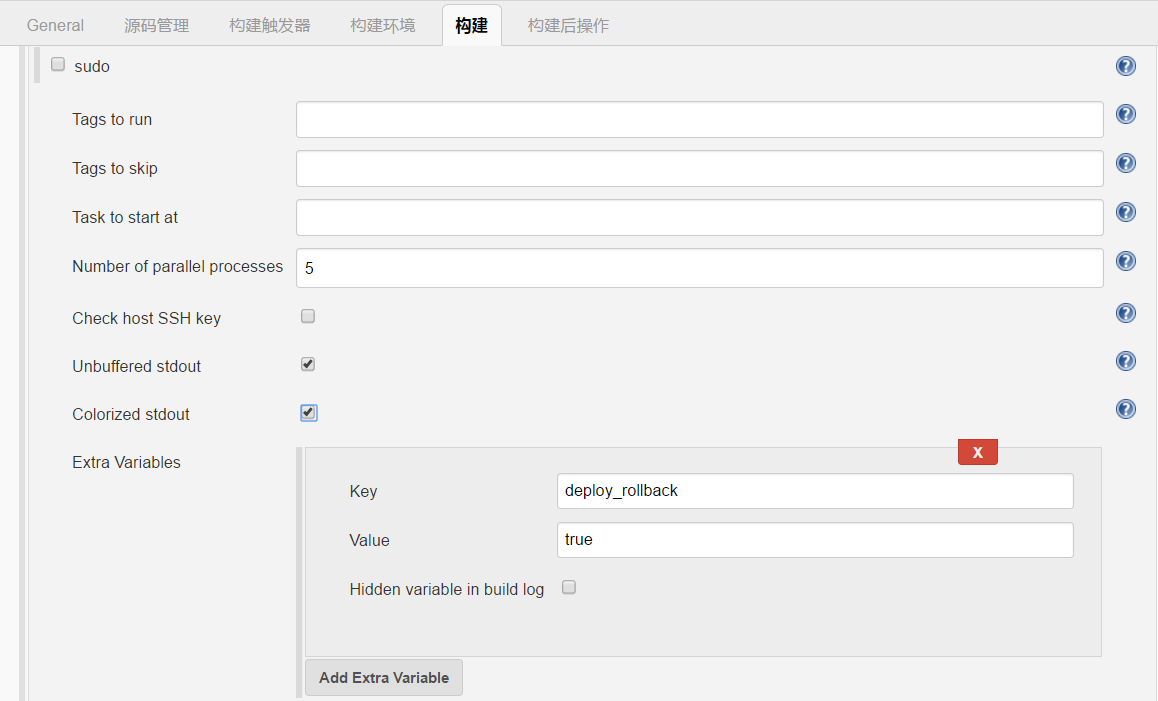 General 源码管理 构建触发器 构建环境 构建 构建后操作
sudo
Tags to run
Tags to skip
Task to start at
Number of parallel processes 5
Check host SSH key
Unbuffered stdout
Colorized stdout
Extra Variables
X
Key deploy_rollback
Value true
Hidden variable in build log
Add Extra Variable